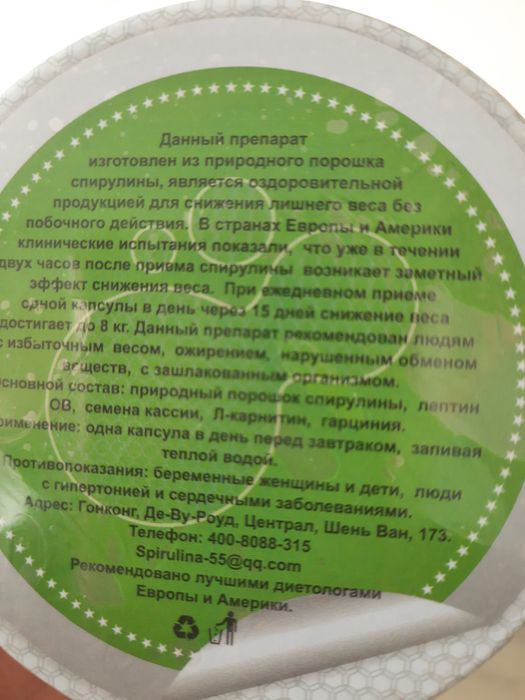 Данный препарат
изготовлен из природного порошка
спирулины, является оздоровительной
продукцией для снижения лишнего веса без
побочного действия. В странах Европы и Америки
клинические испытания показали, что уже в течении
двух часов после приема спирулины возникает заметный
эффект снижения веса. При ежедневном приеме
одной капсулы в день через 15 дней снижение веса
достигает до 8 кг. Данный препарат рекомендован людям
с избыточным весом, ожирением, нарушенным обменом
веществ, с зашлакованным организмом.
Основной состав: природный порошок спирулины, лептин
ОВ, семена кассии, Л-карнитин, гарциния.
Применение: одна капсула в день перед завтраком, запивая
теплой водой.
Противопоказания: беременные женщины и дети, люди
с гипертонией и сердечными заболеваниями.
Адрес: Гонконг, Де-Ву-Роуд, Централ, Шень Ван, 173.
Телефон: 400-8088-315
Spirulina-55@qq.com
Рекомендовано лучшими диетологами
Европы и Америки.